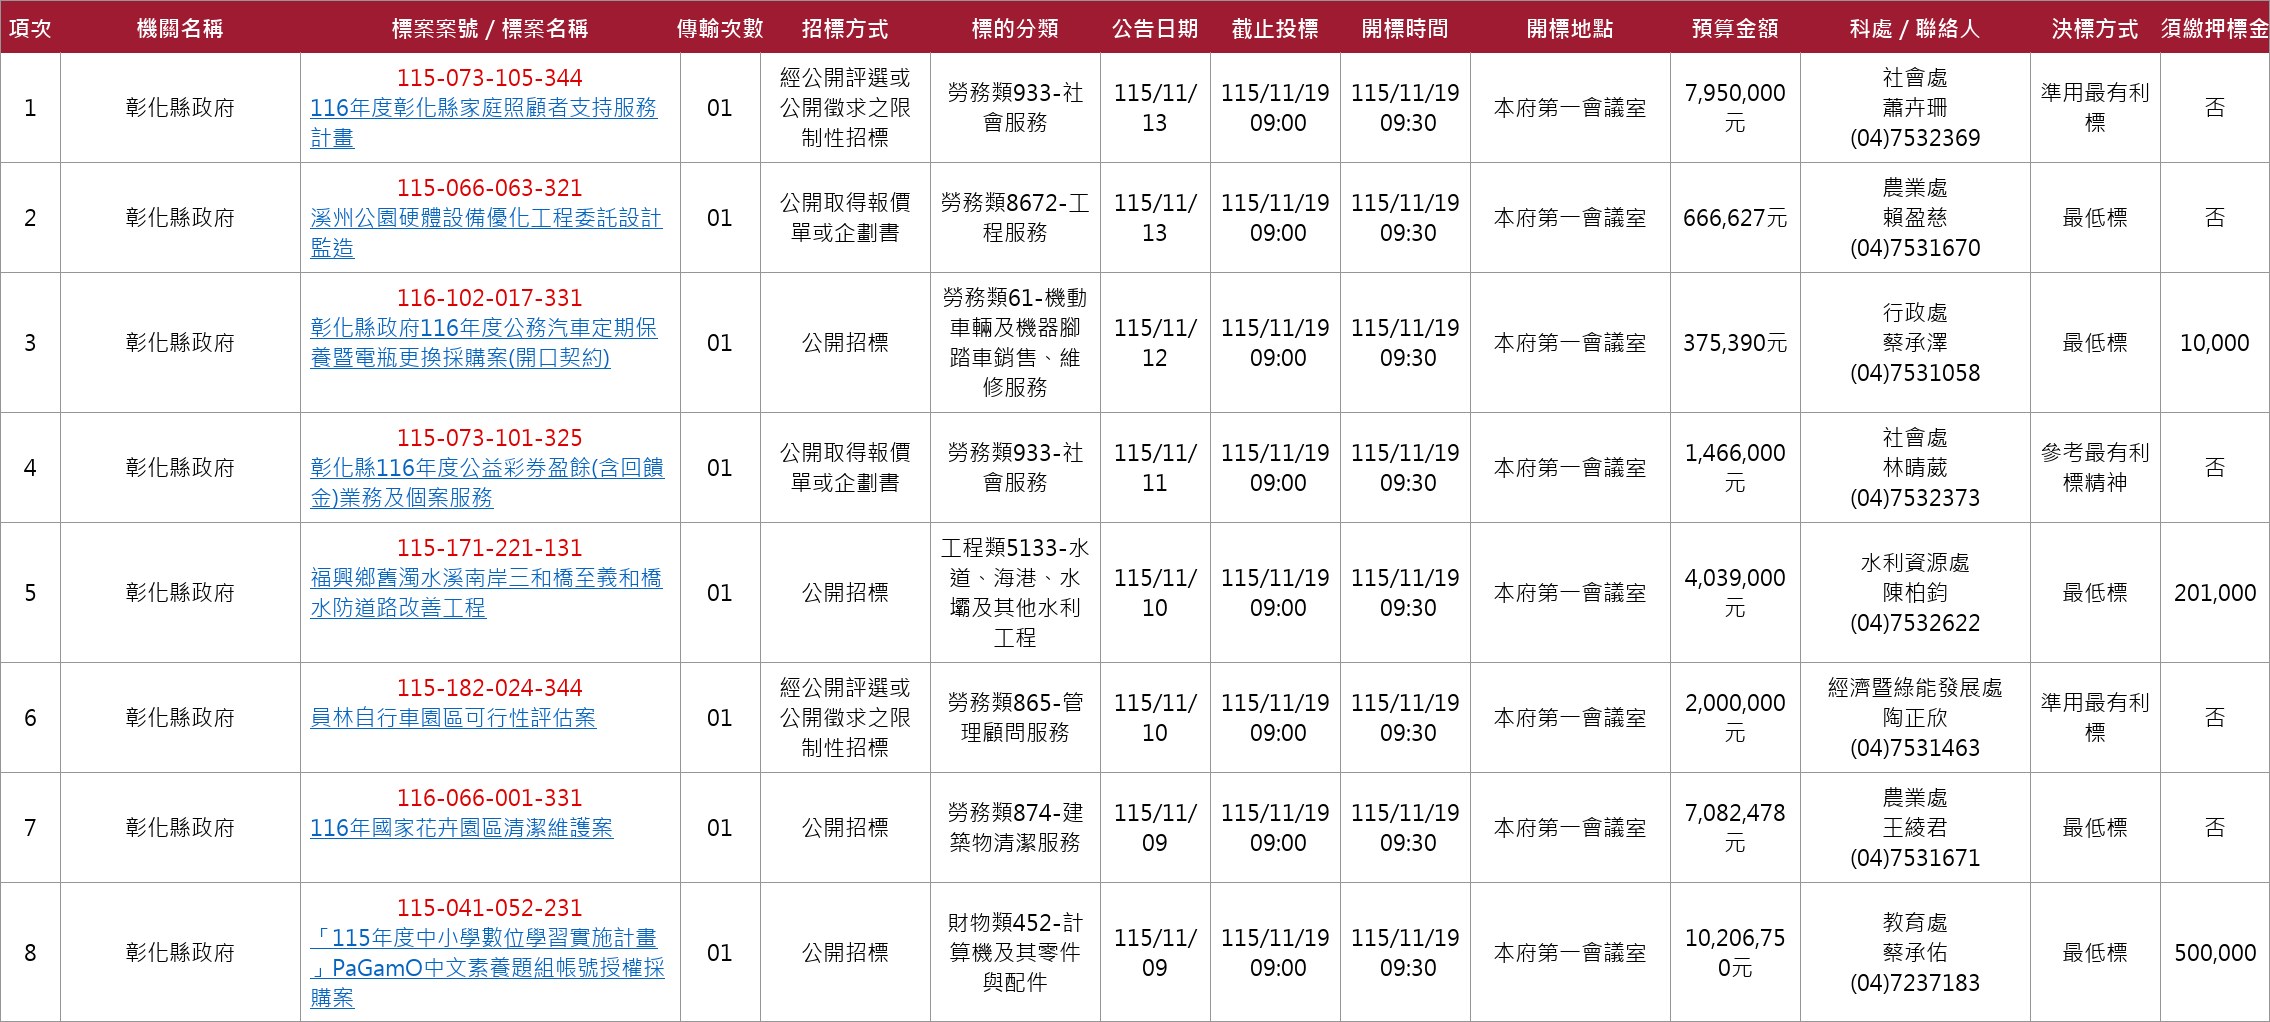 項次 機關名稱 標案案號 / 標案名稱 傳輸次數 招標方式 標的分類 公告日期 截止投標 開標時間 開標地點 預算金額 科處 / 聯絡人 決標方式 須繳押標金
1
彰化縣政府
115-073-105-344
116年度彰化縣家庭照顧者支持服務
計畫
01
經公開評選或
公開徵求之限
制性招標
勞務類933-社
會服務
115/11/
13
115/11/19
09:00
115/11/19
09:30
本府第一會議室
7,950,000
元
社會處
蕭卉珊
(04)7532369
準用最有利
標
否
2
彰化縣政府
115-066-063-321
溪州公園硬體設備優化工程委託設計
監造
01
公開取得報價
單或企劃書
勞務類8672-工
程服務
115/11/
13
115/11/19
09:00
115/11/19
09:30
本府第一會議室
666,627元
農業處
賴盈慈
(04)7531670
最低標
否
3
彰化縣政府
116-102-017-331
彰化縣政府116年度公務汽車定期保
養暨電瓶更換採購案(開口契約)
01
公開招標
勞務類61-機動
車輛及機器腳
踏車銷售、維
修服務
115/11/
12
115/11/19
09:00
115/11/19
09:30
本府第一會議室
375,390元
行政處
蔡承澤
(04)7531058
最低標
10,000
4
彰化縣政府
115-073-101-325
彰化縣116年度公益彩券盈餘(含回饋
金)業務及個案服務
01
公開取得報價
單或企劃書
勞務類933-社
會服務
115/11/
11
115/11/19
09:00
115/11/19
09:30
本府第一會議室
1,466,000
元
社會處
林晴葳
(04)7532373
參考最有利
標精神
否
5
彰化縣政府
115-171-221-131
福興鄉舊濁水溪南岸三和橋至義和橋
水防道路改善工程
01
公開招標
工程類5133-水
道、海港、水
壩及其他水利
工程
115/11/
10
115/11/19
09:00
115/11/19
09:30
本府第一會議室
4,039,000
元
水利資源處
陳柏鈞
(04)7532622
最低標
201,000
6
彰化縣政府
115-182-024-344
員林自行車園區可行性評估案
01
經公開評選或
公開徵求之限
制性招標
勞務類865-管
理顧問服務
115/11/
10
115/11/19
09:00
115/11/19
09:30
本府第一會議室
2,000,000
元
經濟暨綠能發展處
陶正欣
(04)7531463
準用最有利
標
否
7
彰化縣政府
116-066-001-331
116年國家花卉園區清潔維護案
01
公開招標
勞務類874-建
築物清潔服務
115/11/
09
115/11/19
09:00
115/11/19
09:30
本府第一會議室
7,082,478
元
農業處
王綾君
(04)7531671
最低標
否
8
彰化縣政府
115-041-052-231
「115年度中小學數位學習實施計畫
」PaGamO中文素養題組帳號授權採
購案
01
公開招標
財物類452-計
算機及其零件
與配件
115/11/
09
115/11/19
09:00
115/11/19
09:30
本府第一會議室
10,206,75
0元
教育處
蔡承佑
(04)7237183
最低標
500,000